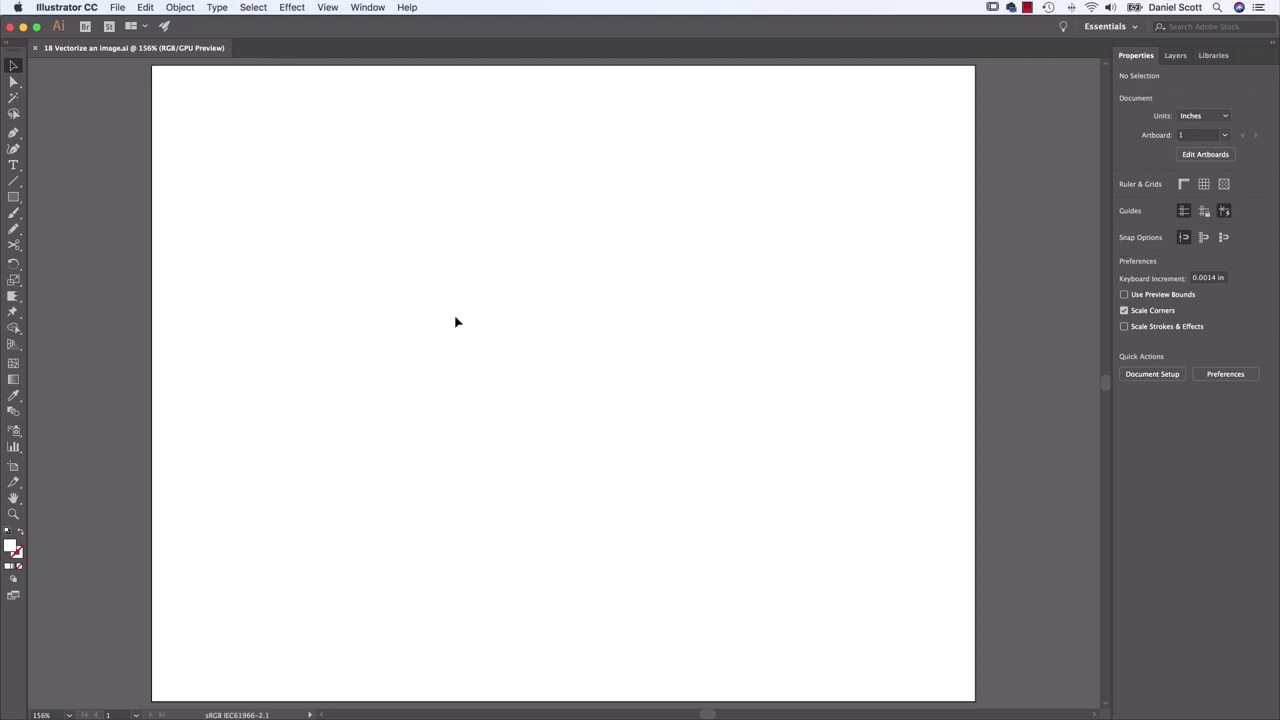 Illustrator CC File Edit Object Type Select Effect View Window Help Daniel Scott
Ai Br St Essentials Search Adobe Stock
18 Vectorize an image.ai @ 156% (RGB/GPU Preview)
Properties Layers Libraries
No Selection
Document
Units: Inches
Artboard: 1
Edit Artboards
Ruler & Grids
Guides
Snap Options
Preferences
Keyboard Increment: 0.0014 in
Use Preview Bounds
Scale Corners
Scale Strokes & Effects
Quick Actions
Document Setup Preferences
156% 1 sRGB IEC61966-2.1